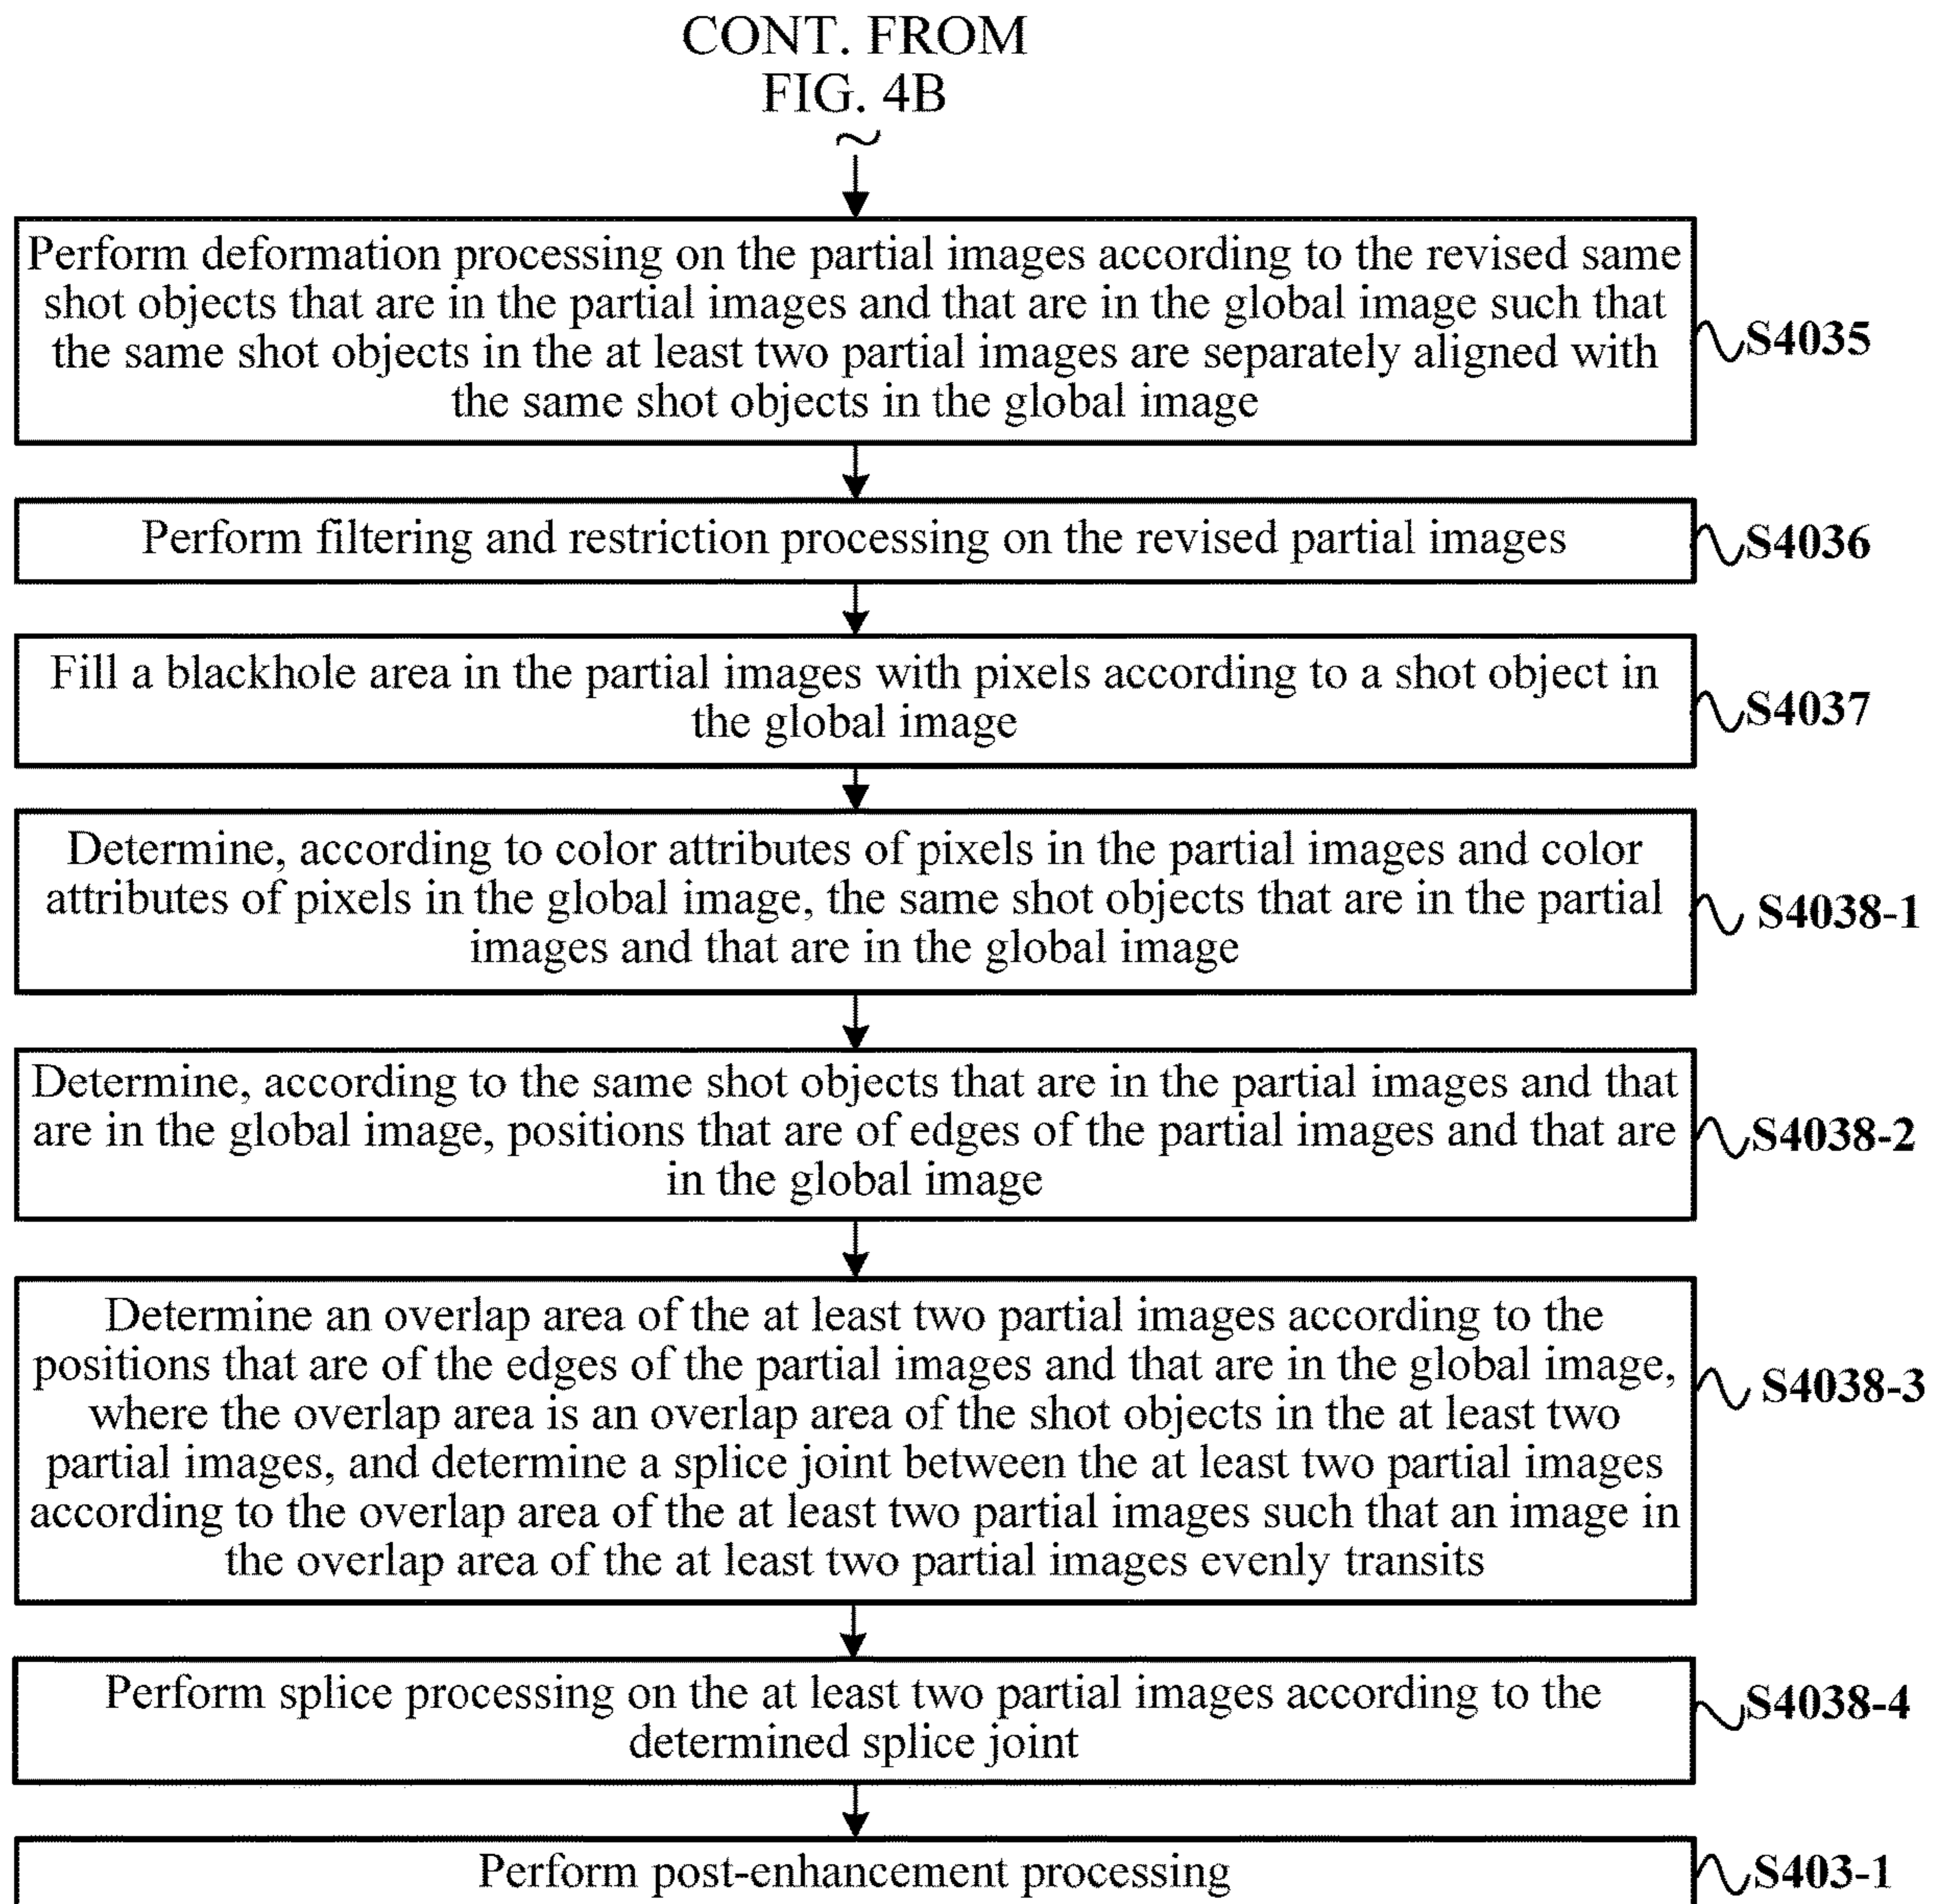 CONT. FROM
FIG. 4B
Perform deformation processing on the partial images according to the revised same
shot objects that are in the partial images and that are in the global image such that
the same shot objects in the at least two partial images are separately aligned with
the same shot objects in the global image
S4035
Perform filtering and restriction processing on the revised partial images
S4036
Fill a blackhole area in the partial images with pixels according to a shot object in
the global image
S4037
Determine, according to color attributes of pixels in the partial images and color
attributes of pixels in the global image, the same shot objects that are in the partial
images and that are in the global image
S4038-1
Determine, according to the same shot objects that are in the partial images and that
are in the global image, positions that are of edges of the partial images and that are
in the global image
S4038-2
Determine an overlap area of the at least two partial images according to the
positions that are of the edges of the partial images and that are in the global image,
where the overlap area is an overlap area of the shot objects in the at least two
partial images, and determine a splice joint between the at least two partial images
according to the overlap area of the at least two partial images such that an image in
the overlap area of the at least two partial images evenly transits
S4038-3
Perform splice processing on the at least two partial images according to the
determined splice joint
S4038-4
Perform post-enhancement processing
S403-1